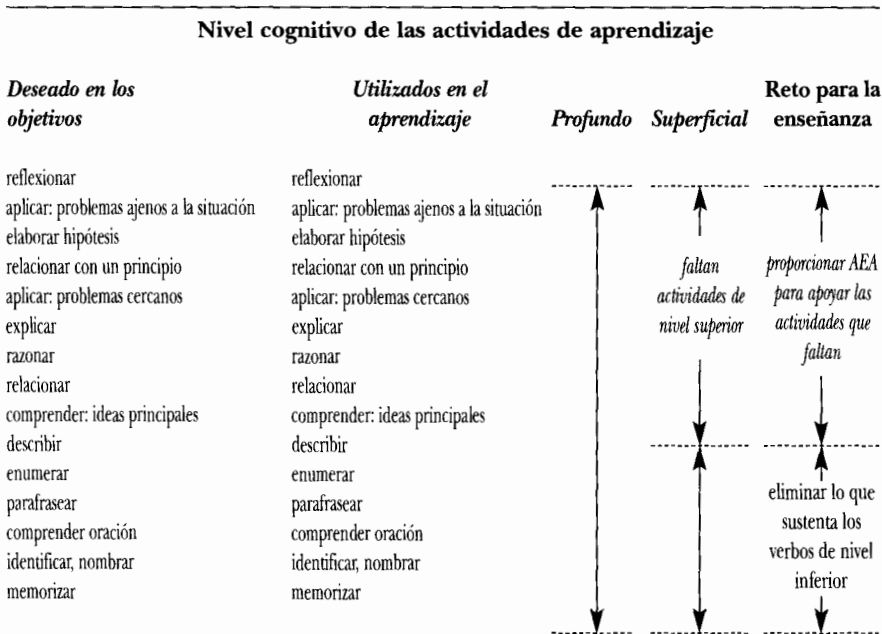 Nivel cognitivo de las actividades de aprendizaje
Deseado en los objetivos
Utilizados en el aprendizaje
Profundo
Superficial
Reto para la enseñanza
reflexionar
aplicar: problemas ajenos a la situación
elaborar hipótesis
relacionar con un principio
aplicar: problemas cercanos
explicar
razonar
relacionar
comprender: ideas principales
describir
enumerar
parafrasear
comprender oración
identificar, nombrar
memorizar
reflexionar
aplicar: problemas ajenos a la situación
elaborar hipótesis
relacionar con un principio
aplicar: problemas cercanos
explicar
razonar
relacionar
comprender: ideas principales
describir
enumerar
parafrasear
comprender oración
identificar, nombrar
memorizar
faltan
actividades de
nivel superior
proporcionar AEA
para apoyar las
actividades que
faltan
eliminar lo que
sustenta los
verbos de nivel
inferior